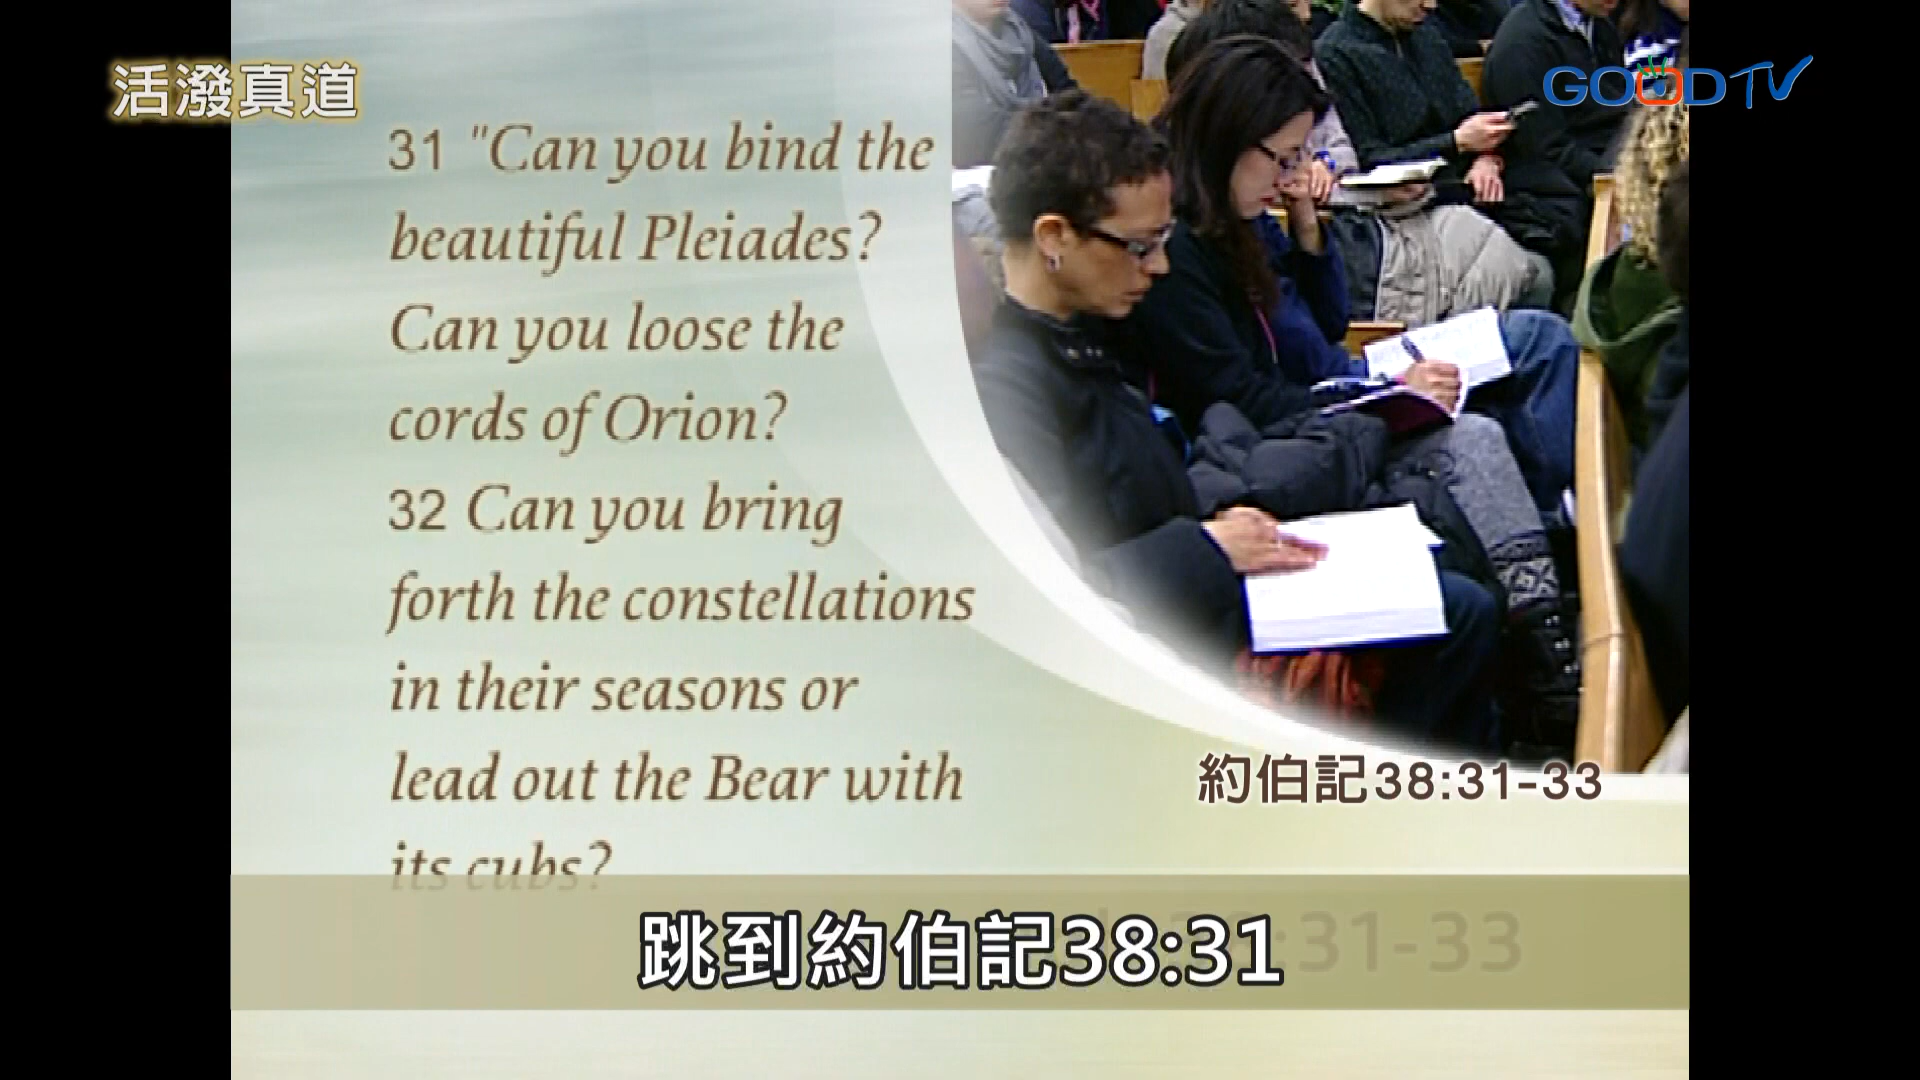 活潑真道
GOODTV
31 "Can you bind the
beautiful Pleiades?
Can you loose the
cords of Orion?
32 Can you bring
forth the constellations
in their seasons or
lead out the Bear with
its cubs?
約伯記38:31-33
跳到約伯記38:31
:31-33